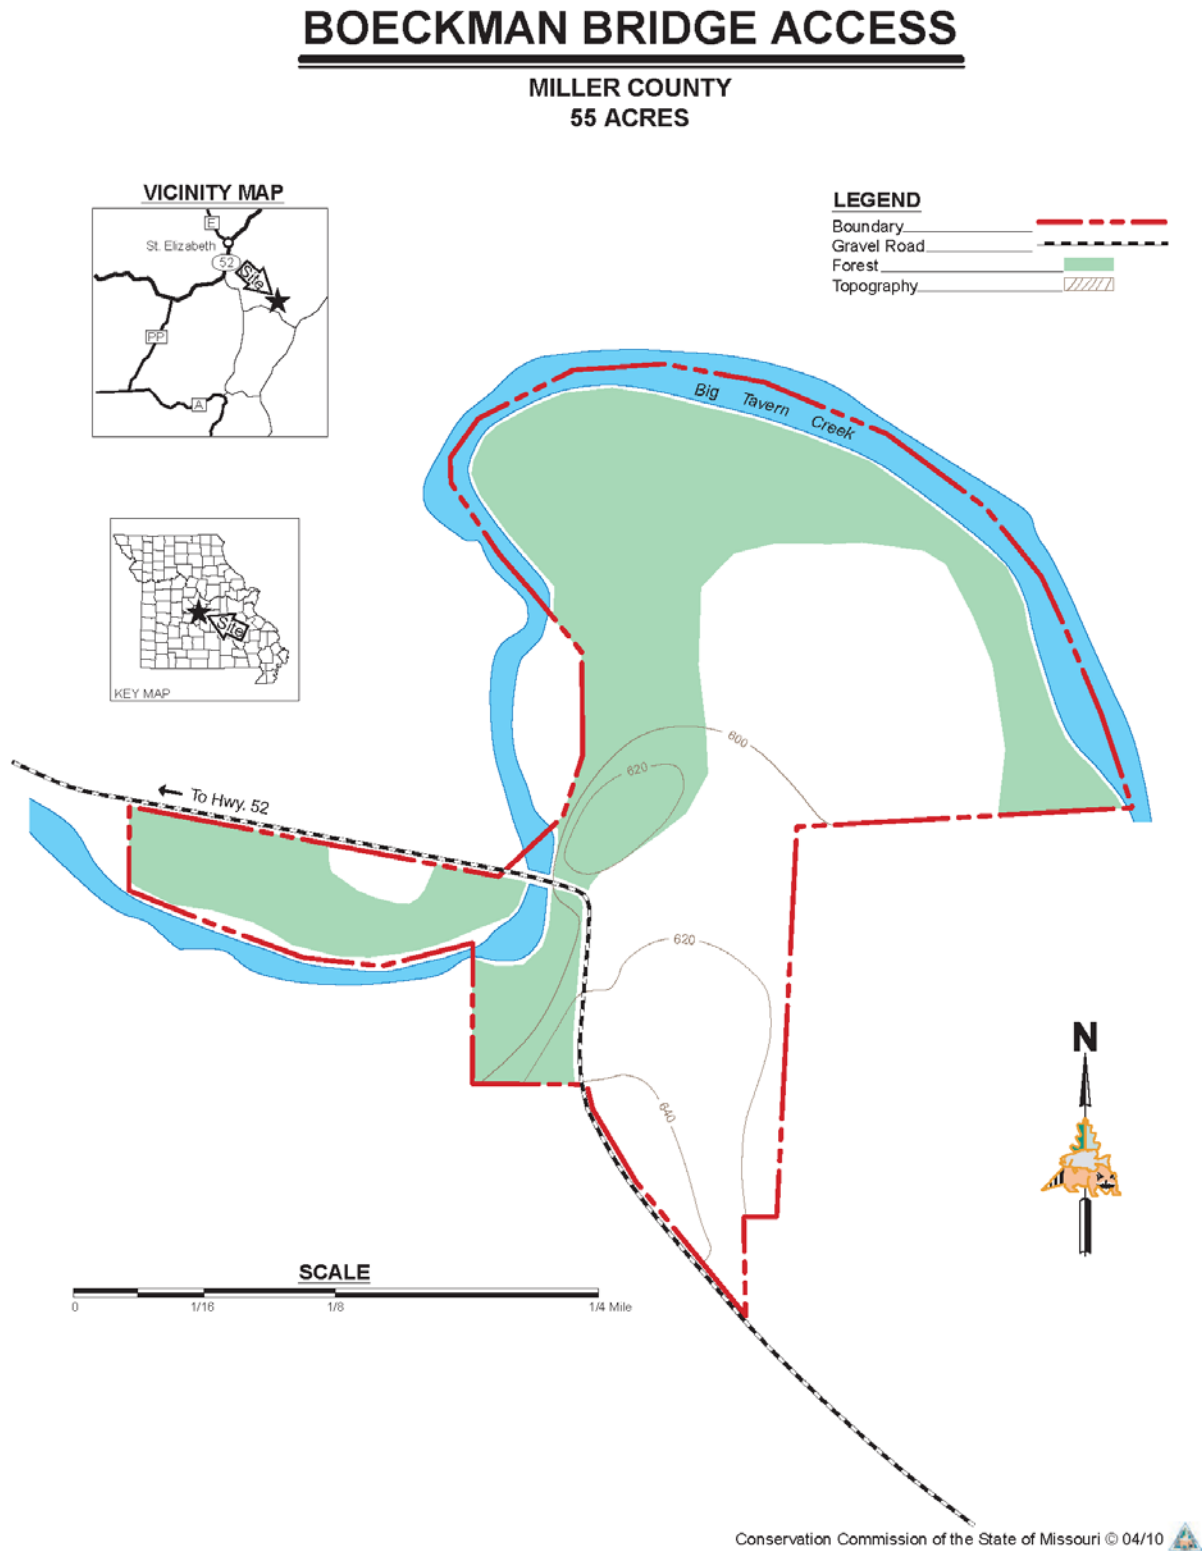 BOECKMAN BRIDGE ACCESS
MILLER COUNTY
55 ACRES
VICINITY MAP
E
St. Elizabeth
52
Site
PP
A
LEGEND
Boundary
Gravel Road
Forest
Topography
Big Tavern Creek
Site
KEY MAP
600
620
To Hwy. 52
620
640
N
SCALE
0 1/16 1/8 1/4 Mile
Conservation Commission of the State of Missouri © 04/10